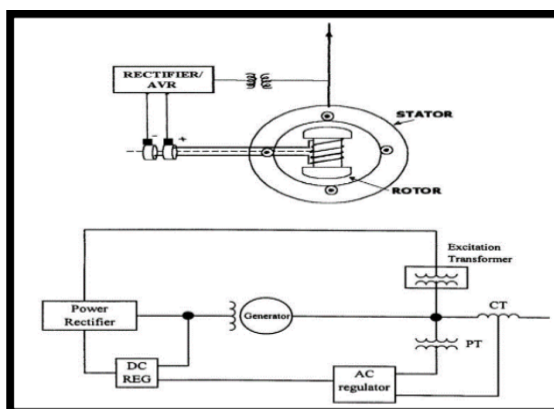 RECTIFIER/
AVR
- +
STATOR
ROTOR
Excitation
Transformer
CT
Power
Rectifier
Generator
PT
DC
REG
AC
regulator